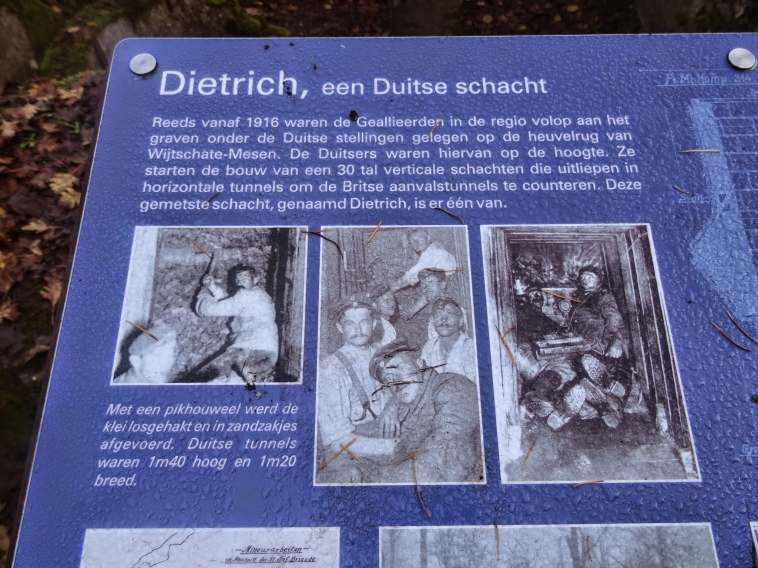 Dietrich, een Duitse schacht
Reeds vanaf 1916 waren de Geallieerden in de regio volop aan het
graven onder de Duitse stellingen gelegen op de heuvelrug van
Wijtschate-Mesen. De Duitsers waren hiervan op de hoogte. Ze
starten de bouw van een 30 tal verticale schachten die uitliepen in
horizontale tunnels om de Britse aanvalstunnels te counteren. Deze
gemetste schacht, genaamd Dietrich, is er één van.
Met een pikhouweel werd de
klei losgehakt en in zandzakjes
afgevoerd. Duitse tunnels
waren 1m40 hoog en 1m20
breed.
-Mineurarbeiten-